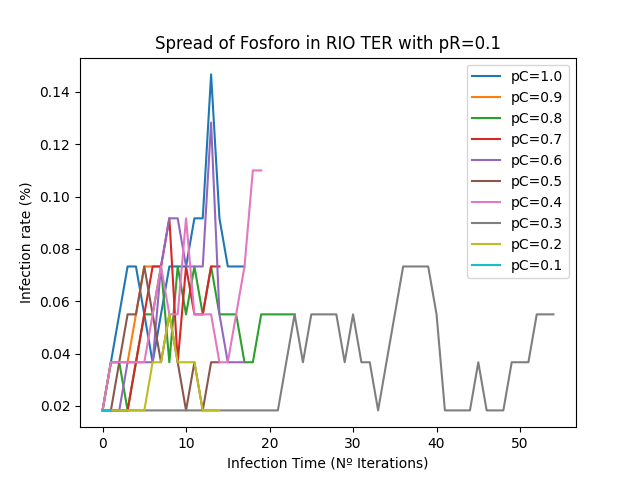 Spread of Fosforo in RIO TER with pR=0.1
Infection rate (%)
0.14
0.12
0.10
0.08
0.06
0.04
0.02
0
10
20
30
40
50
Infection Time (Nº Iterations)
pC=1.0
pC=0.9
pC=0.8
pC=0.7
pC=0.6
pC=0.5
pC=0.4
pC=0.3
pC=0.2
pC=0.1